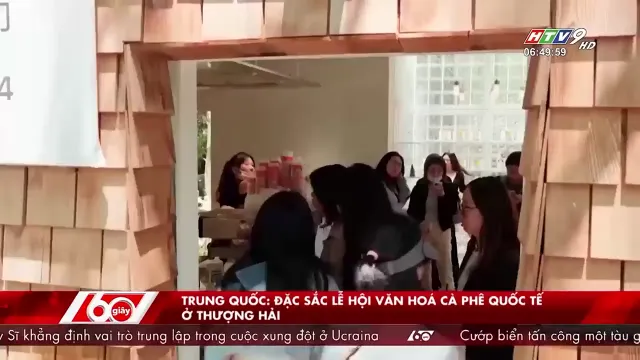 HTV9 HD
06:49:59
4
60 giây
TRUNG QUỐC: ĐẶC SẮC LỄ HỘI VĂN HOÁ CÀ PHÊ QUỐC TẾ
Ở THƯỢNG HẢI
y Sĩ khẳng định vai trò trung lập trong cuộc xung đột ở Ucraina 60 Cướp biển tấn công một tàu g